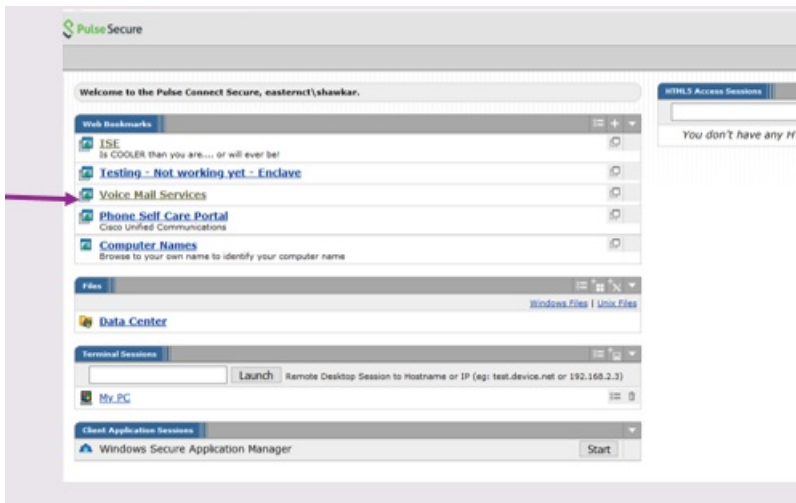 Pulse Secure
Welcome to the Pulse Connect Secure, easternct\shawkar.
Web Bookmarks
ISE
Is COOLER than you are.... or will ever be!
Testing - Not working yet - Enclave
Voice Mail Services
Phone Self Care Portal
Cisco Unified Communications
Computer Names
Browse to your own name to identify your computer name
Files
Windows Files | Unix Files
Data Center
Terminal Sessions
Launch Remote Desktop Session to Hostname or IP (eg: test.device.net or 192.168.2.3)
My PC
Client Application Sessions
Windows Secure Application Manager Start
HTML5 Access Sessions
You don't have any H